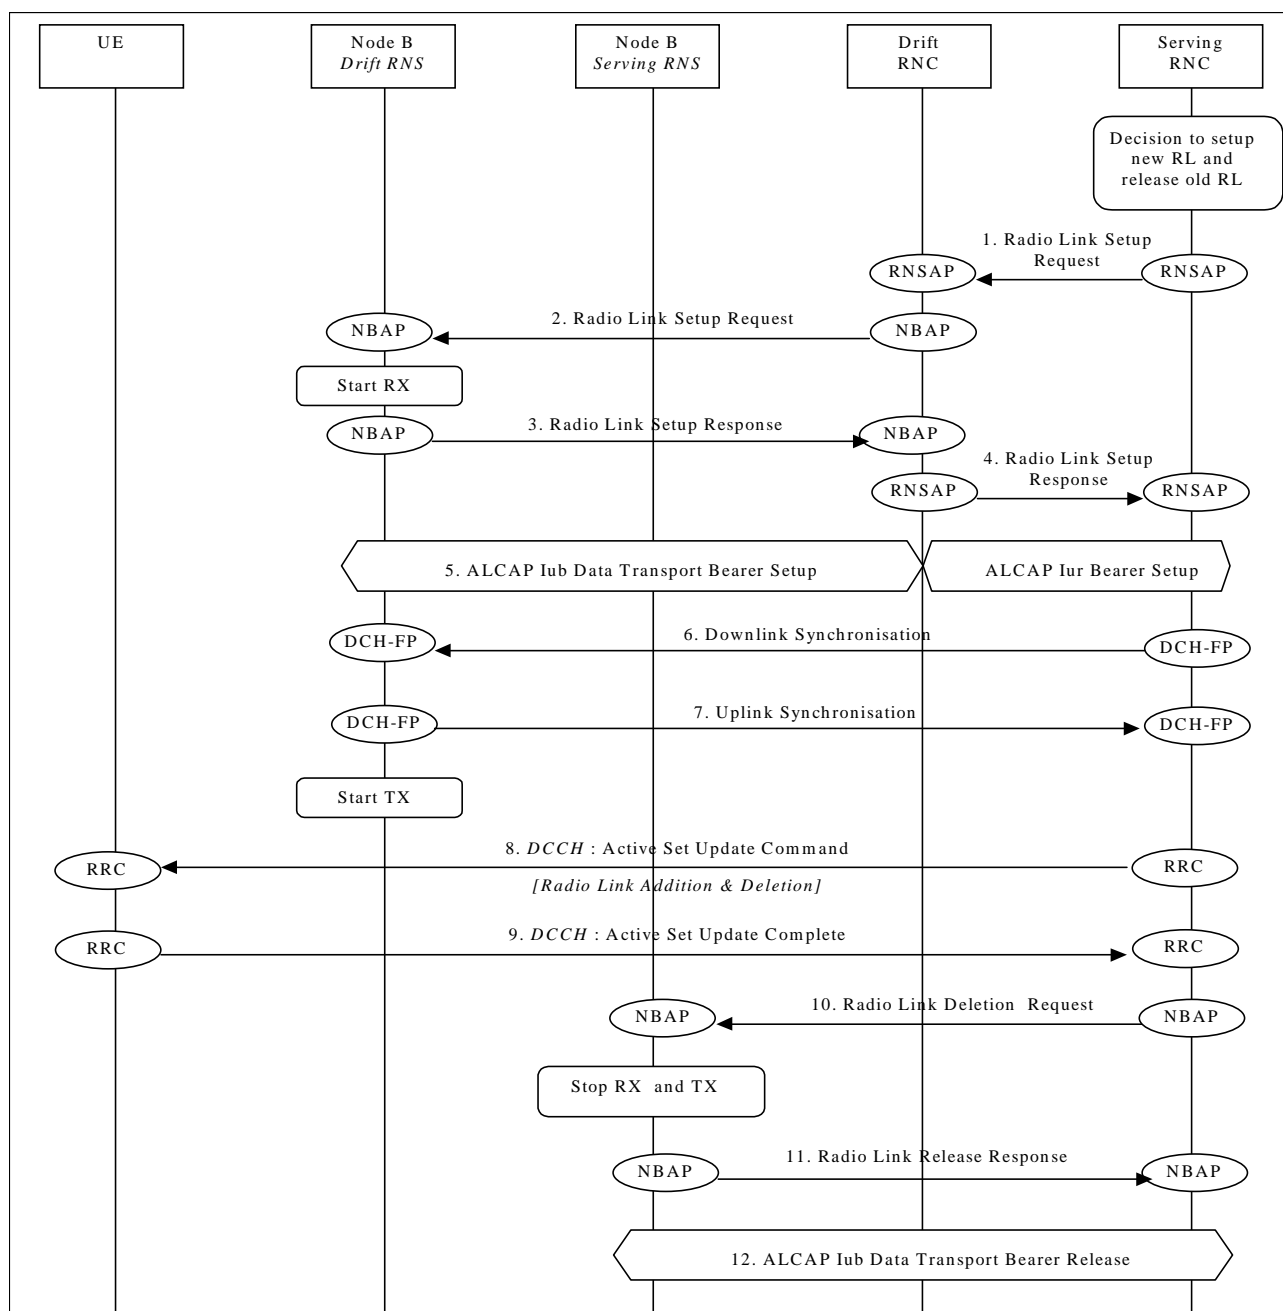 UE
Node B
Drift RNS
Node B
Serving RNS
Drift
RNC
Serving
RNC
Decision to setup
new RL and
release old RL
1. Radio Link Setup
Request
RNSAP
RNSAP
2. Radio Link Setup Request
NBAP
NBAP
Start RX
3. Radio Link Setup Response
NBAP
NBAP
4. Radio Link Setup
Response
RNSAP
RNSAP
5. ALCAP Iub Data Transport Bearer Setup
ALCAP Iur Bearer Setup
6. Downlink Synchronisation
DCH-FP
DCH-FP
7. Uplink Synchronisation
DCH-FP
DCH-FP
Start TX
8. DCCH : Active Set Update Command
RRC
RRC
[Radio Link Addition & Deletion]
9. DCCH : Active Set Update Complete
RRC
RRC
10. Radio Link Deletion Request
NBAP
NBAP
Stop RX and TX
11. Radio Link Release Response
NBAP
NBAP
12. ALCAP Iub Data Transport Bearer Release